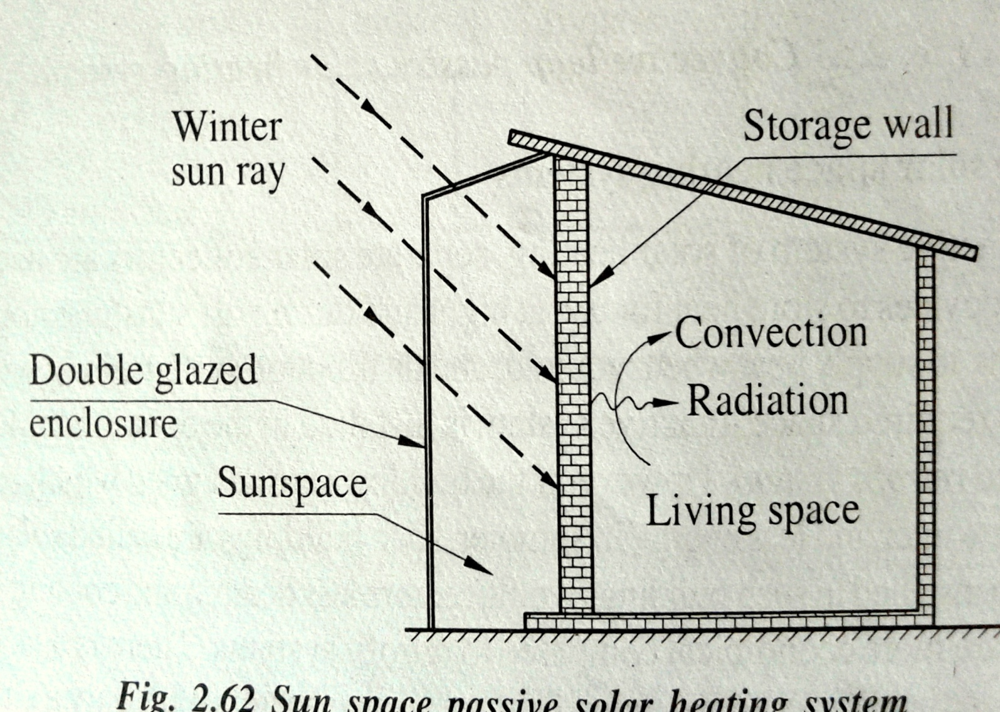 Winter
sun ray
Storage wall
Convection
Radiation
Double glazed
enclosure
Sunspace
Living space
Fig. 2.62 Sun space passive solar heating system